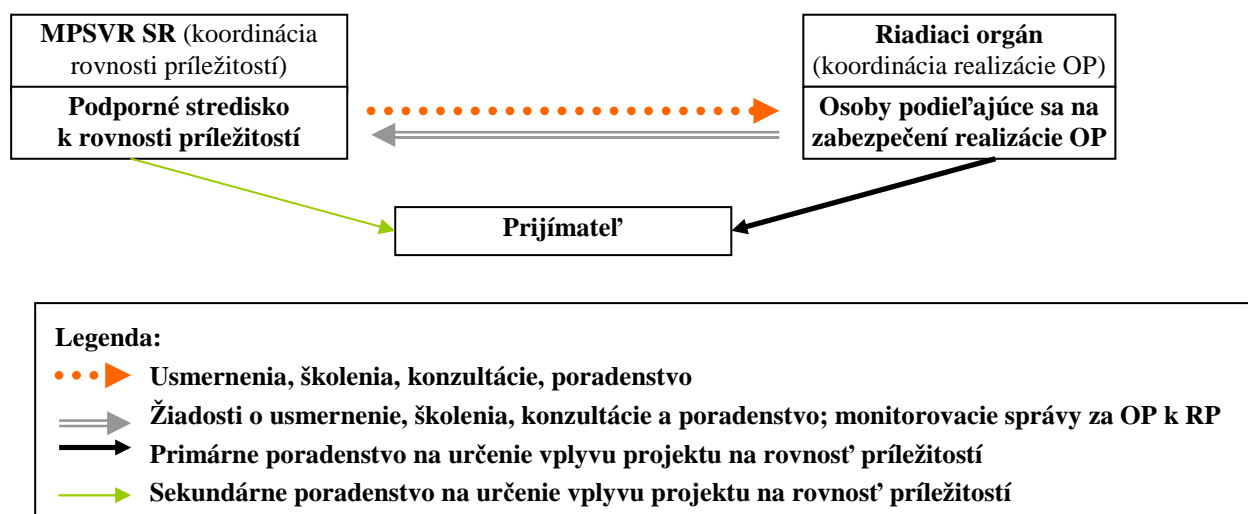 MPSVR SR (koordinácia
rovnosti príležitostí)
Podporné stredisko
k rovnosti príležitostí
Riadiaci orgán
(koordinácia realizácie OP)
Osoby podieľajúce sa na
zabezpečení realizácie OP
Prijímateľ
Legenda:
Usmernenia, školenia, konzultácie, poradenstvo
Žiadosti o usmernenie, školenia, konzultácie a poradenstvo; monitorovacie správy za OP k RP
Primárne poradenstvo na určenie vplyvu projektu na rovnosť príležitostí
Sekundárne poradenstvo na určenie vplyvu projektu na rovnosť príležitostí